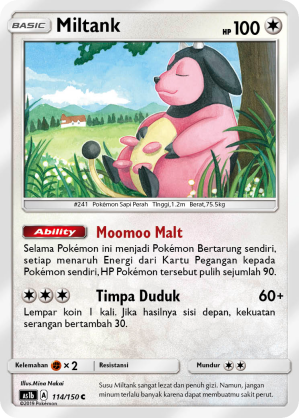 BASIC Miltank HP 100
#241 Pokémon Sapi Perah Tinggi,1.2m Berat,75.5kg
Ability Moomoo Malt
Selama Pokémon ini menjadi Pokémon Bertarung sendiri,
setiap menaruh Energi dari Kartu Pegangan kepada
Pokémon sendiri,HP Pokémon tersebut pulih sejumlah 90.
Timpa Duduk 60+
Lempar koin 1 kali. Jika hasilnya sisi depan, kekuatan
serangan bertambah 30.
Kelemahan × 2 Resistansi Mundur
Illus.Mina Nakai
as1b A 114/150 C
©2019 Pokémon
Susu Miltank sangat lezat dan penuh gizi. Namun, jangan
minum terlalu banyak karena dapat membuatmu sakit perut.